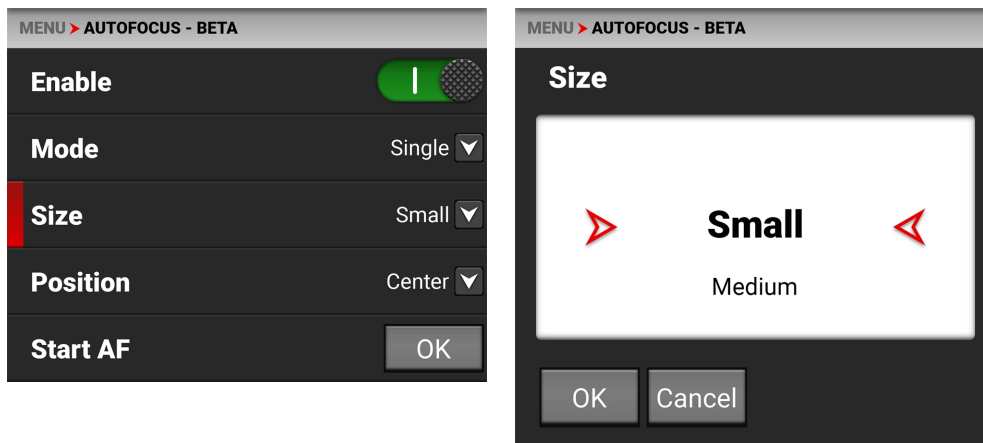 MENU AUTOFOCUS - BETA
Enable
Mode Single
Size Small
Position Center
Start AF OK
MENU AUTOFOCUS - BETA
Size
Small
Medium
OK Cancel